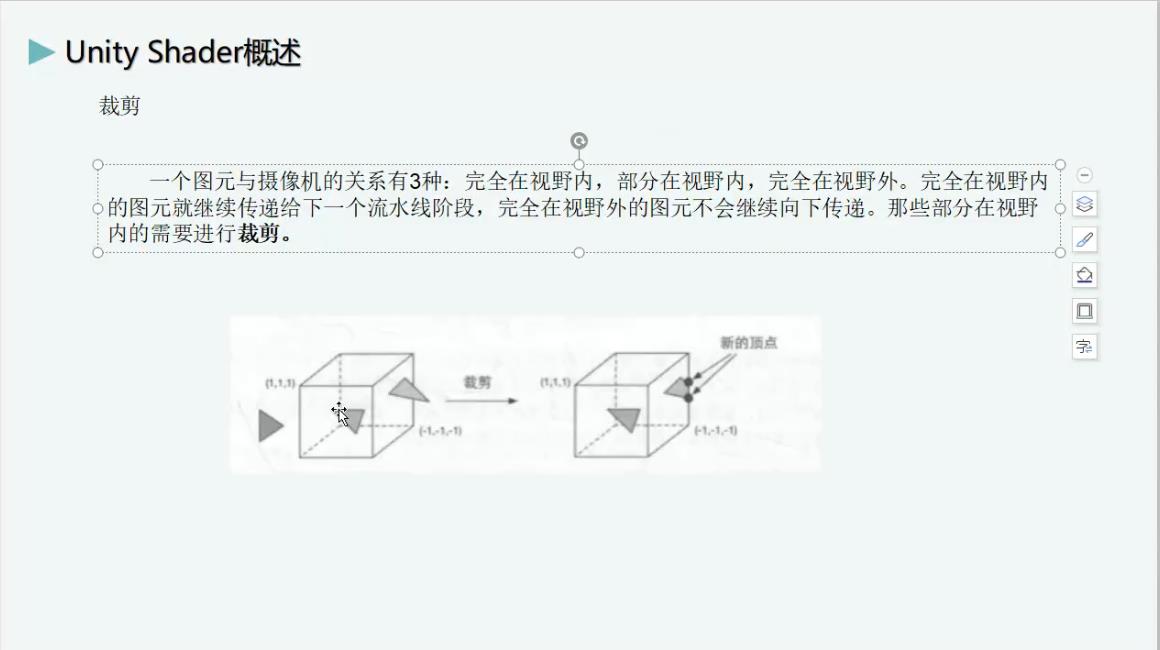 Unity Shader概述
裁剪
一个图元与摄像机的关系有3种：完全在视野内，部分在视野内，完全在视野外。完全在视野内
的图元就继续传递给下一个流水线阶段，完全在视野外的图元不会继续向下传递。那些部分在视野
内的需要进行裁剪。
新的顶点
(1,1,1)
裁剪
(1,1,1)
(-1,-1,-1)
(-1,-1,-1)
字